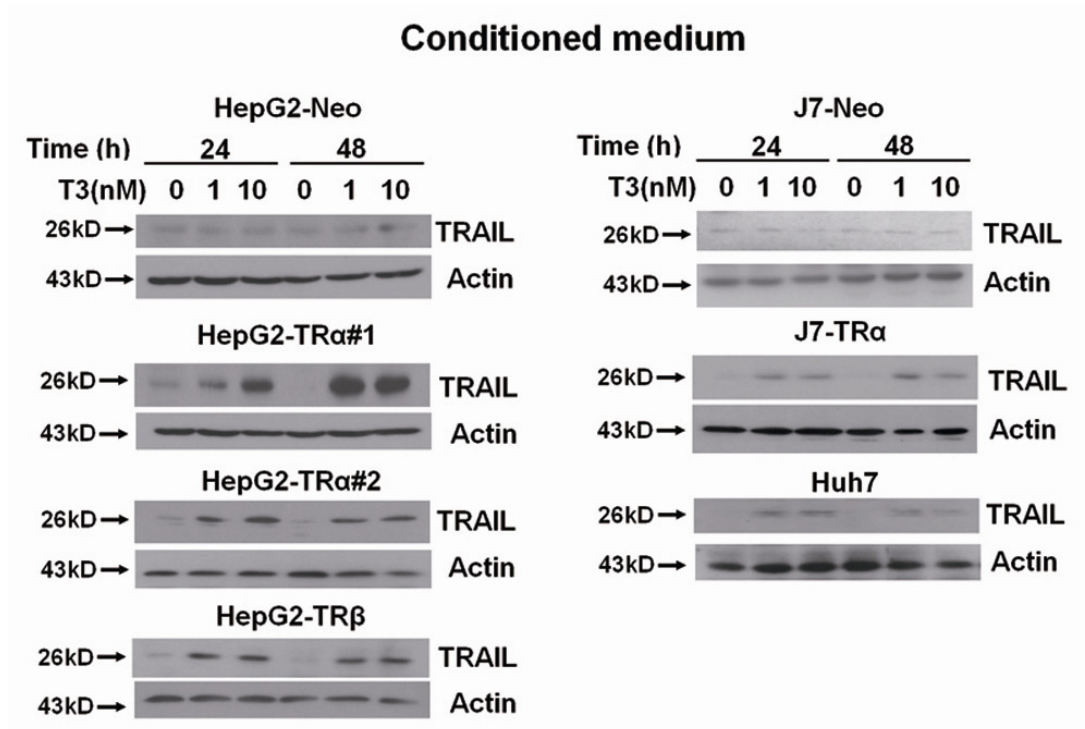 Conditioned medium
HepG2-Neo
Time (h) 24 48
T3(nM) 0 1 10 0 1 10
26kD TRAIL
43kD Actin
HepG2-TRα#1
26kD TRAIL
43kD Actin
HepG2-TRα#2
26kD TRAIL
43kD Actin
HepG2-TRβ
26kD TRAIL
43kD Actin
J7-Neo
Time (h) 24 48
T3(nM) 0 1 10 0 1 10
26kD TRAIL
43kD Actin
J7-TRα
26kD TRAIL
43kD Actin
Huh7
26kD TRAIL
43kD Actin